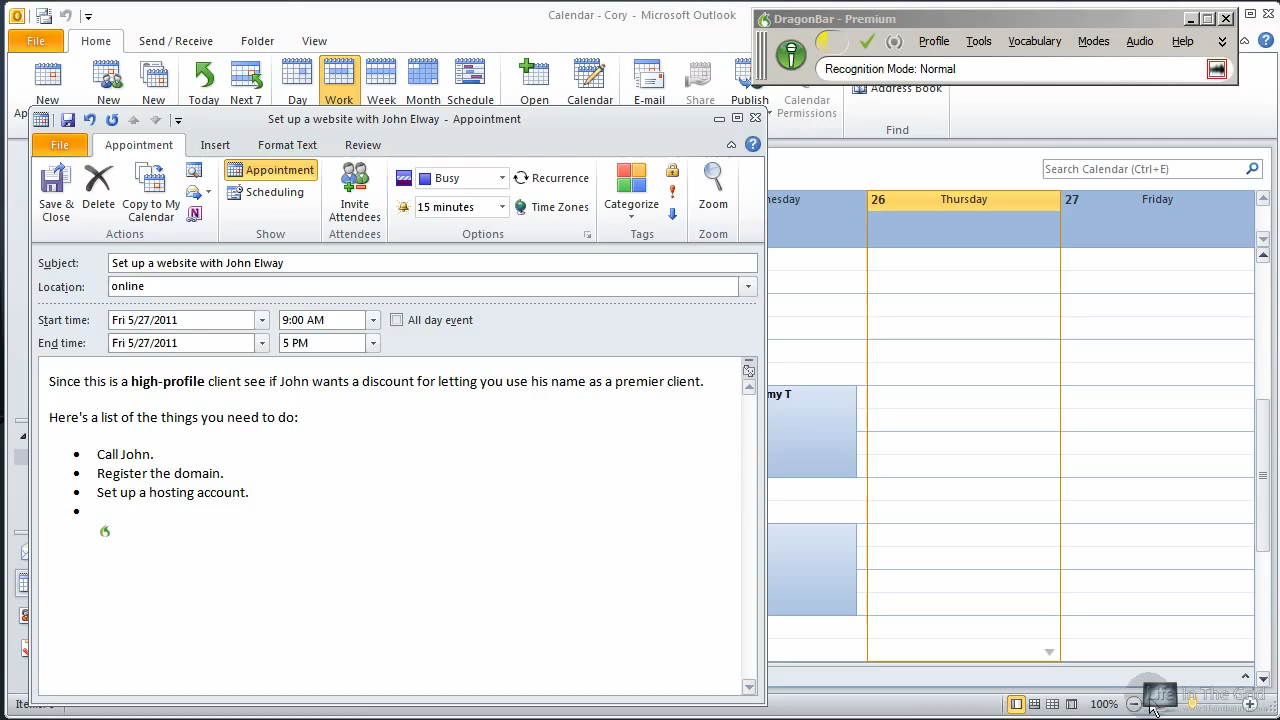 Calendar - Cory - Microsoft Outlook
File Home Send / Receive Folder View
New New New Today Next 7 Day Work Week Month Schedule Open Calendar E-mail Share Publish Calendar Permissions
Address Book
Find
DragonBar - Premium
Profile Tools Vocabulary Modes Audio Help
Recognition Mode: Normal
Set up a website with John Elway - Appointment
File Appointment Insert Format Text Review
Save & Close
Delete
Copy to My Calendar
Actions
Appointment
Scheduling
Show
Invite Attendees
Attendees
Busy
Recurrence
15 minutes
Time Zones
Options
Categorize
Tags
Zoom
Zoom
Subject: Set up a website with John Elway
Location: online
Start time: Fri 5/27/2011 9:00 AM All day event
End time: Fri 5/27/2011 5 PM
Since this is a high-profile client see if John wants a discount for letting you use his name as a premier client.
Here's a list of the things you need to do:
• Call John.
• Register the domain.
• Set up a hosting account.
•
Search Calendar (Ctrl+E)
nesday 26 Thursday 27 Friday
my T
100%
Life In The Grid